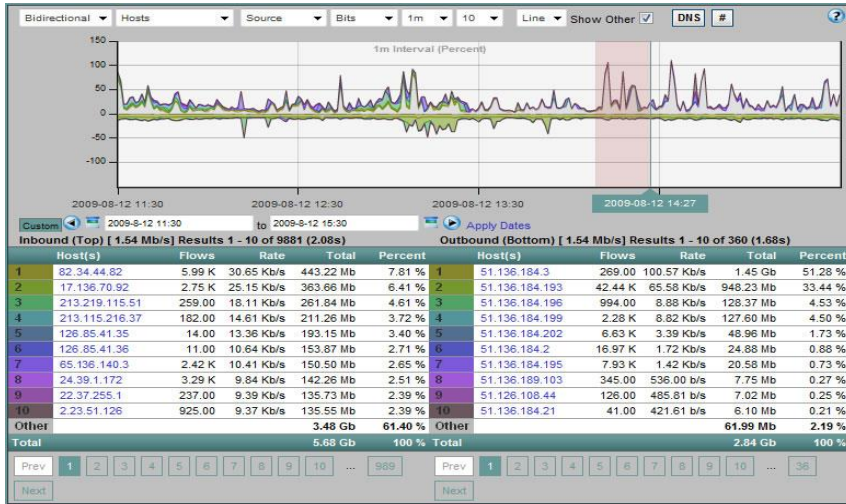 Bidirectional Hosts Source Bits 1m 10 Line Show Other DNS # ?
1m Interval (Percent)
150
100
50
0
-50
-100
2009-08-12 11:30 2009-08-12 12:30 2009-08-12 13:30 2009-08-12 14:27
Custom 2009-8-12 11:30 to 2009-8-12 15:30 Apply Dates
Inbound (Top) [ 1.54 Mb/s] Results 1 - 10 of 9881 (2.08s) Outbound (Bottom) [ 1.54 Mb/s] Results 1 - 10 of 360 (1.68s)
Host(s) Flows Rate Total Percent Host(s) Flows Rate Total Percent
1 82.34.44.82 5.99 K 30.65 Kb/s 443.22 Mb 7.81 % 1 51.136.184.3 269.00 100.57 Kb/s 1.45 Gb 51.28 %
2 17.136.70.92 2.75 K 25.15 Kb/s 363.66 Mb 6.41 % 2 51.136.184.193 42.44 K 65.58 Kb/s 948.23 Mb 33.44 %
3 213.219.115.51 259.00 18.11 Kb/s 261.84 Mb 4.61 % 3 51.136.184.196 994.00 8.88 Kb/s 128.37 Mb 4.53 %
4 213.115.216.37 182.00 14.61 Kb/s 211.26 Mb 3.72 % 4 51.136.184.199 2.28 K 8.82 Kb/s 127.60 Mb 4.50 %
5 126.85.41.35 14.00 13.36 Kb/s 193.15 Mb 3.40 % 5 51.136.184.202 6.63 K 3.39 Kb/s 48.96 Mb 1.73 %
6 126.85.41.36 11.00 10.64 Kb/s 153.87 Mb 2.71 % 6 51.136.184.2 16.97 K 1.72 Kb/s 24.88 Mb 0.88 %
7 65.136.140.3 2.42 K 10.41 Kb/s 150.50 Mb 2.65 % 7 51.136.184.195 7.93 K 1.42 Kb/s 20.58 Mb 0.73 %
8 24.39.1.172 3.29 K 9.84 Kb/s 142.26 Mb 2.51 % 8 51.136.189.103 345.00 536.00 b/s 7.75 Mb 0.27 %
9 22.37.255.1 237.00 9.39 Kb/s 135.73 Mb 2.39 % 9 51.126.108.44 126.00 485.81 b/s 7.02 Mb 0.25 %
10 2.23.51.126 925.00 9.37 Kb/s 135.55 Mb 2.39 % 10 51.136.184.21 41.00 421.61 b/s 6.10 Mb 0.21 %
Other 3.48 Gb 61.40 % Other 61.99 Mb 2.19 %
Total 5.68 Gb 100 % Total 2.84 Gb 100 %
Prev 1 2 3 4 5 6 7 8 9 10 ... 989 Prev 1 2 3 4 5 6 7 8 9 10 ... 36
Next Next